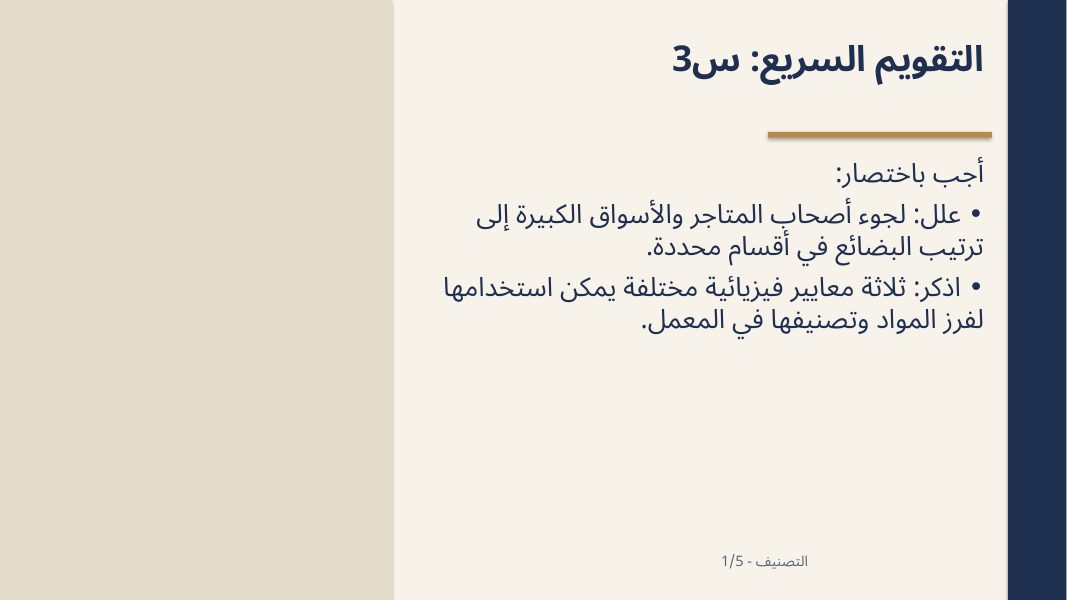 التقويم السريع: س3
أجب باختصار:
• علل: لجوء أصحاب المتاجر والأسواق الكبيرة إلى
ترتيب البضائع في أقسام محددة.
• اذكر: ثلاثة معايير فيزيائية مختلفة يمكن استخدامها
لفرز المواد وتصنيفها في المعمل.
التصنيف - 1/5